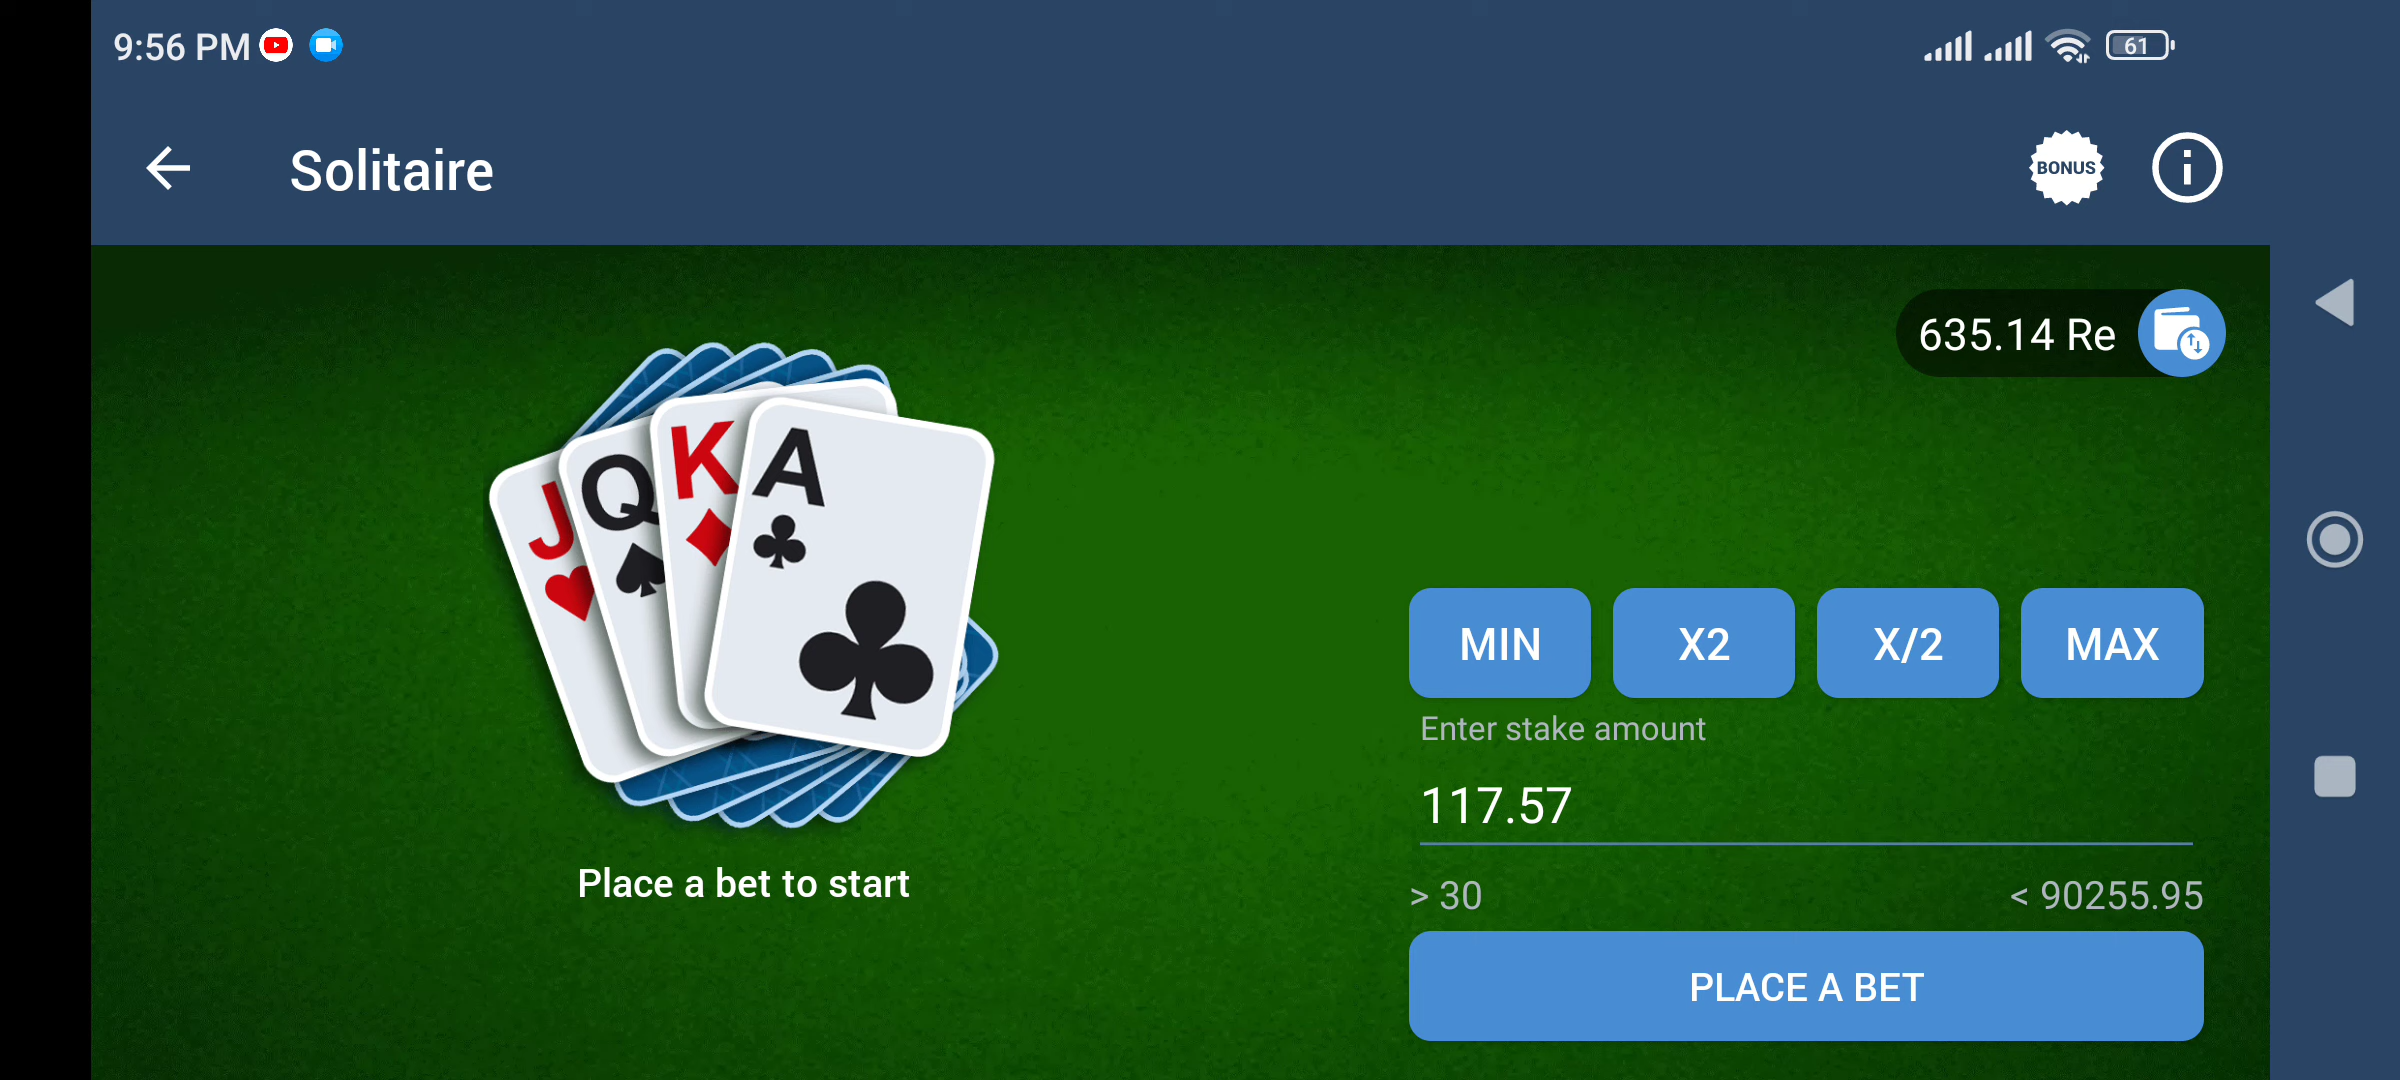 9:56 PM
61
Solitaire
BONUS
635.14 Re
J
Q
K
A
MIN
X2
X/2
MAX
Enter stake amount
117.57
Place a bet to start
> 30
< 90255.95
PLACE A BET